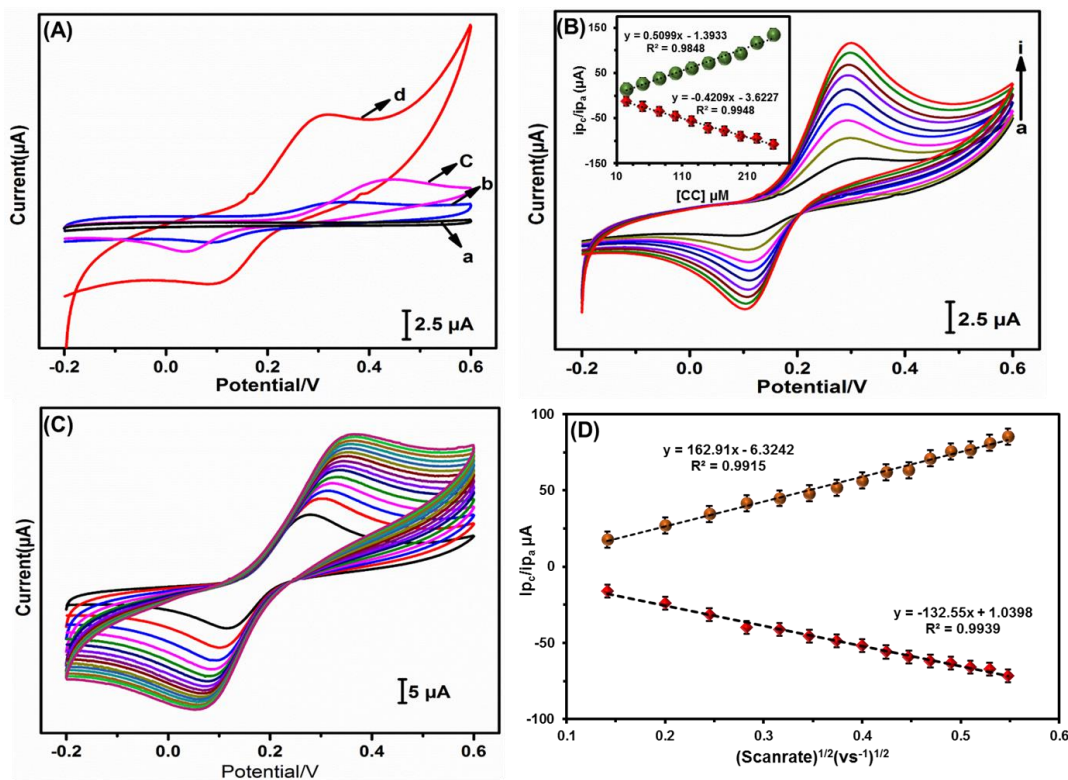 (A)
d
C
b
a
2.5 µA
Current(µA)
-0.2
0.0
0.2
0.4
0.6
Potential/V
(B)
y = 0.5099x - 1.3933
R² = 0.9848
y = -0.4209x - 3.6227
R² = 0.9948
150
50
-50
-150
ip꜀/ipₐ (µA)
10
110
210
[CC] µM
i
a
2.5 µA
Current(µA)
-0.2
0.0
0.2
0.4
0.6
Potential/V
(C)
5 µA
Current(µA)
-0.2
0.0
0.2
0.4
0.6
Potential/V
(D)
y = 162.91x - 6.3242
R² = 0.9915
y = -132.55x + 1.0398
R² = 0.9939
100
50
0
-50
-100
Ip꜀/ipₐ µA
0.1
0.2
0.3
0.4
0.5
0.6
(Scanrate)¹/²(vs⁻¹)¹/²